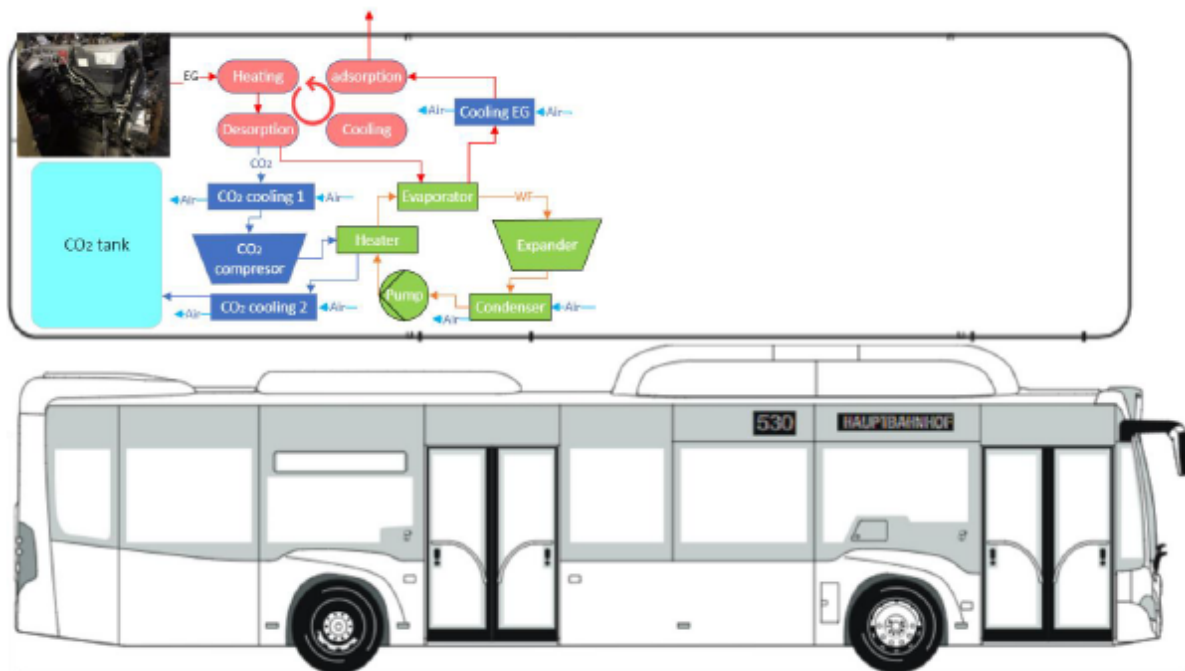 EG
Heating
adsorption
Air
Cooling EG
Air
Desorption
Cooling
CO₂
Air
CO₂ cooling 1
Air
Evaporator
WF
CO₂ tank
CO₂
compresor
Heater
Expander
Pump
CO₂ cooling 2
Air
Air
Condenser
Air
Air
530
HAUPTBAHNHOF